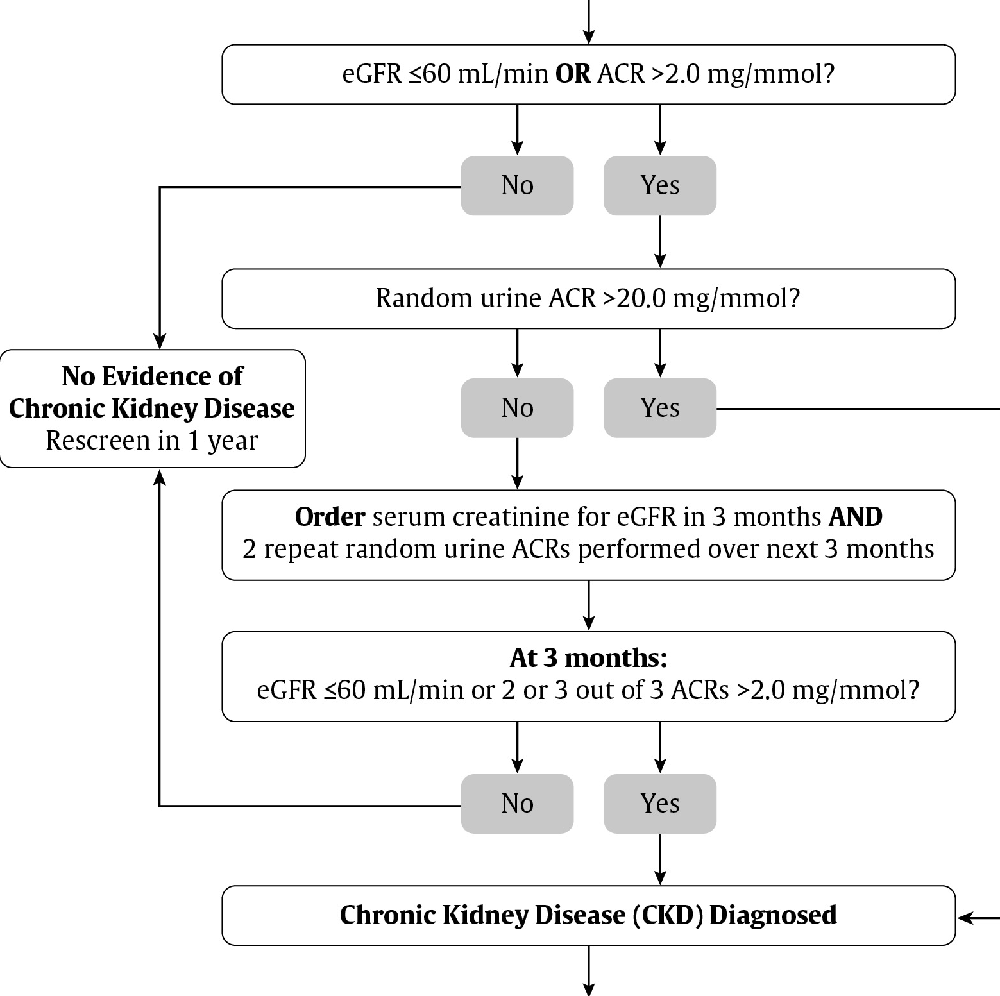 eGFR ≤60 mL/min OR ACR >2.0 mg/mmol?
No
Yes
Random urine ACR >20.0 mg/mmol?
No Evidence of
Chronic Kidney Disease
Rescreen in 1 year
No
Yes
Order serum creatinine for eGFR in 3 months AND
2 repeat random urine ACRs performed over next 3 months
At 3 months:
eGFR ≤60 mL/min or 2 or 3 out of 3 ACRs >2.0 mg/mmol?
No
Yes
Chronic Kidney Disease (CKD) Diagnosed